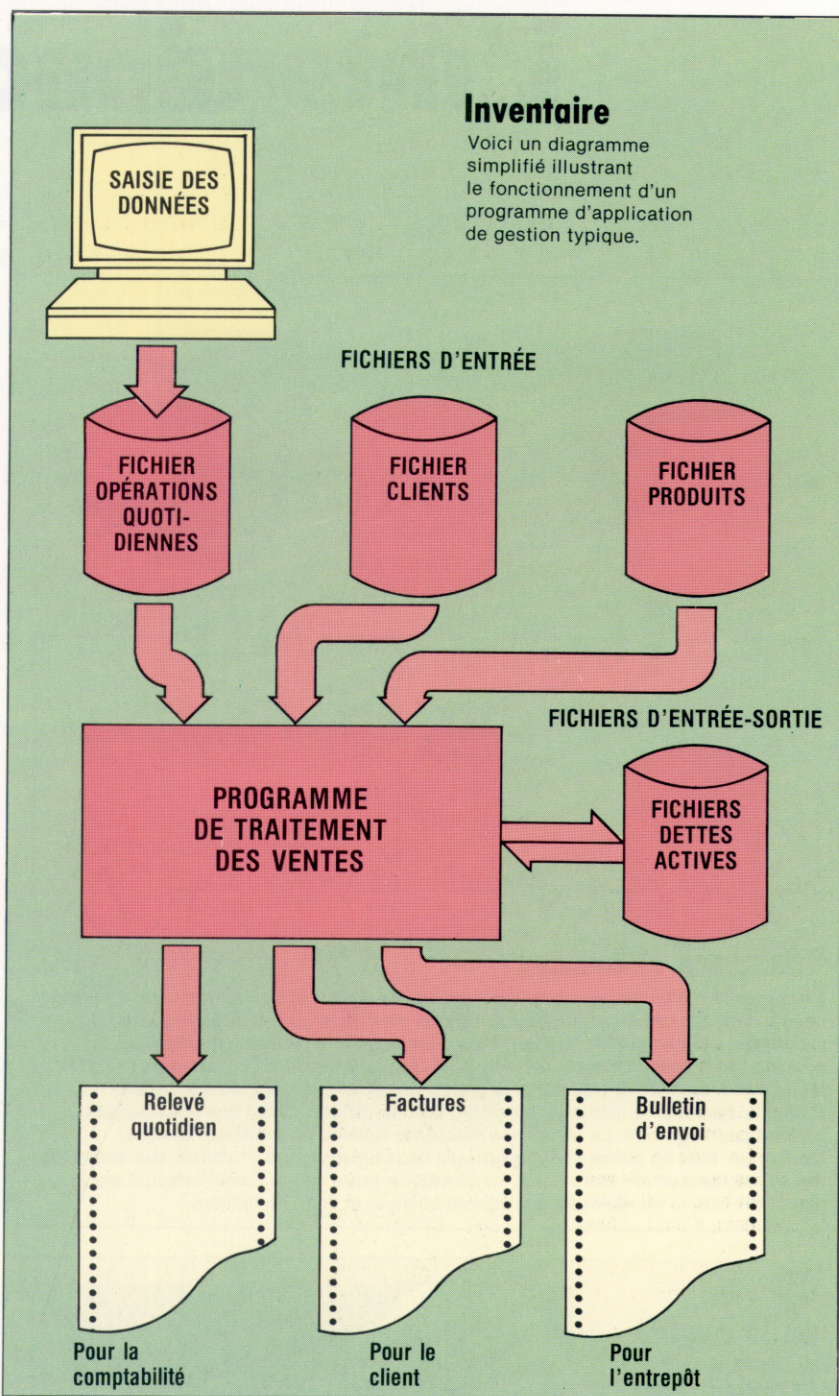 Inventaire
Voici un diagramme
simplifié illustrant
le fonctionnement d'un
programme d'application
de gestion typique.
SAISIE DES
DONNÉES
FICHIERS D'ENTRÉE
FICHIER
OPÉRATIONS
QUOTI-
DIENNES
FICHIER
CLIENTS
FICHIER
PRODUITS
FICHIERS D'ENTRÉE-SORTIE
PROGRAMME
DE TRAITEMENT
DES VENTES
FICHIERS
DETTES
ACTIVES
Relevé
quotidien
Factures
Bulletin
d'envoi
Pour la
comptabilité
Pour le
client
Pour
l'entrepôt